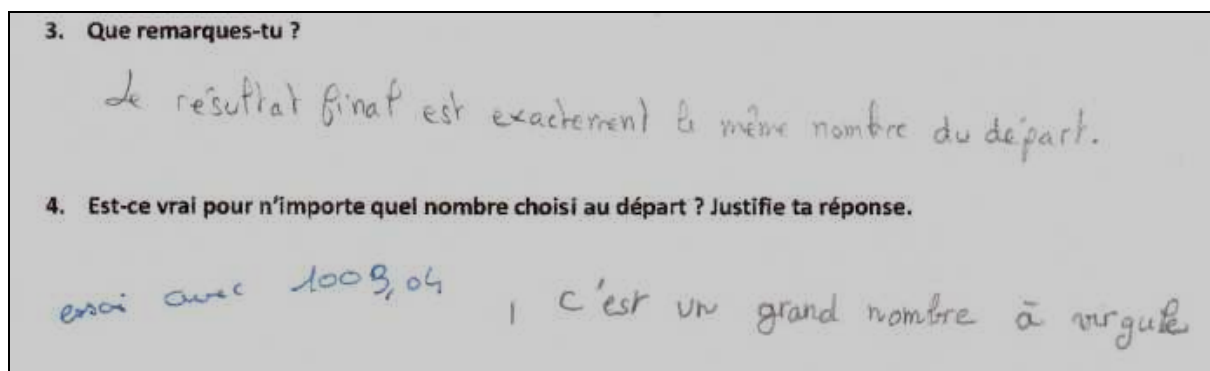 3. Que remarques-tu ?
Le résultat final est exactement le même nombre du départ.
4. Est-ce vrai pour n'importe quel nombre choisi au départ ? Justifie ta réponse.
essai avec 1009,04 , c'est un grand nombre à virgule